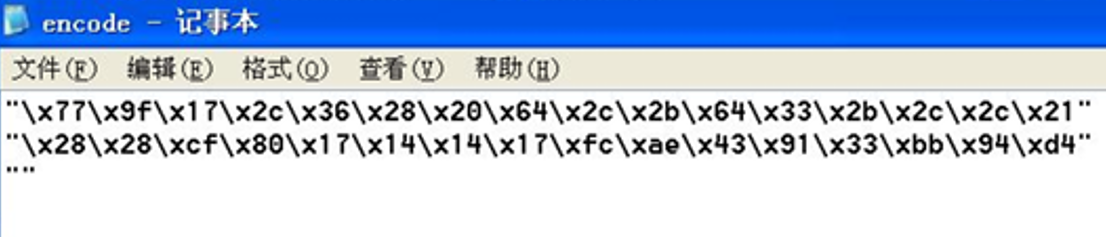 encode - 记事本
文件(F) 编辑(E) 格式(O) 查看(V) 帮助(H)
"\x77\x9f\x17\x2c\x36\x28\x20\x64\x2c\x2b\x64\x33\x2b\x2c\x2c\x21"
"\x28\x28\xcf\x80\x17\x14\x14\x17\xfc\xae\x43\x91\x33\xbb\x94\xd4"
""